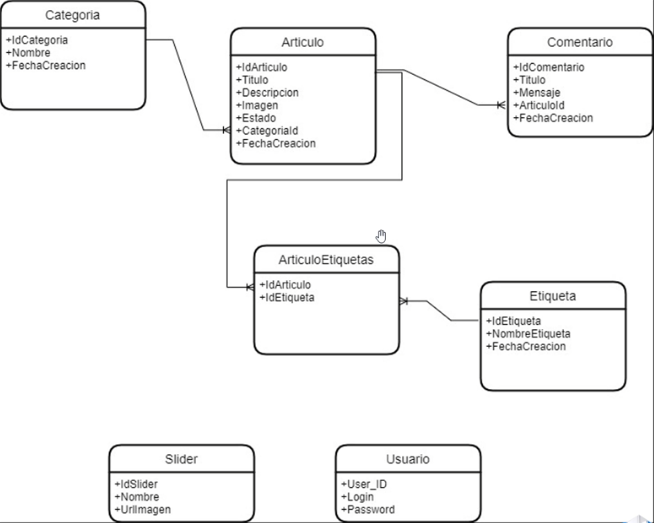 Categoria
+IdCategoria
+Nombre
+FechaCreacion
Articulo
+IdArticulo
+Titulo
+Descripcion
+Imagen
+Estado
+CategoriaId
+FechaCreacion
Comentario
+IdComentario
+Titulo
+Mensaje
+ArticuloId
+FechaCreacion
ArticuloEtiquetas
+IdArticulo
+IdEtiqueta
Etiqueta
+IdEtiqueta
+NombreEtiqueta
+FechaCreacion
Slider
+IdSlider
+Nombre
+UrlImagen
Usuario
+User_ID
+Login
+Password